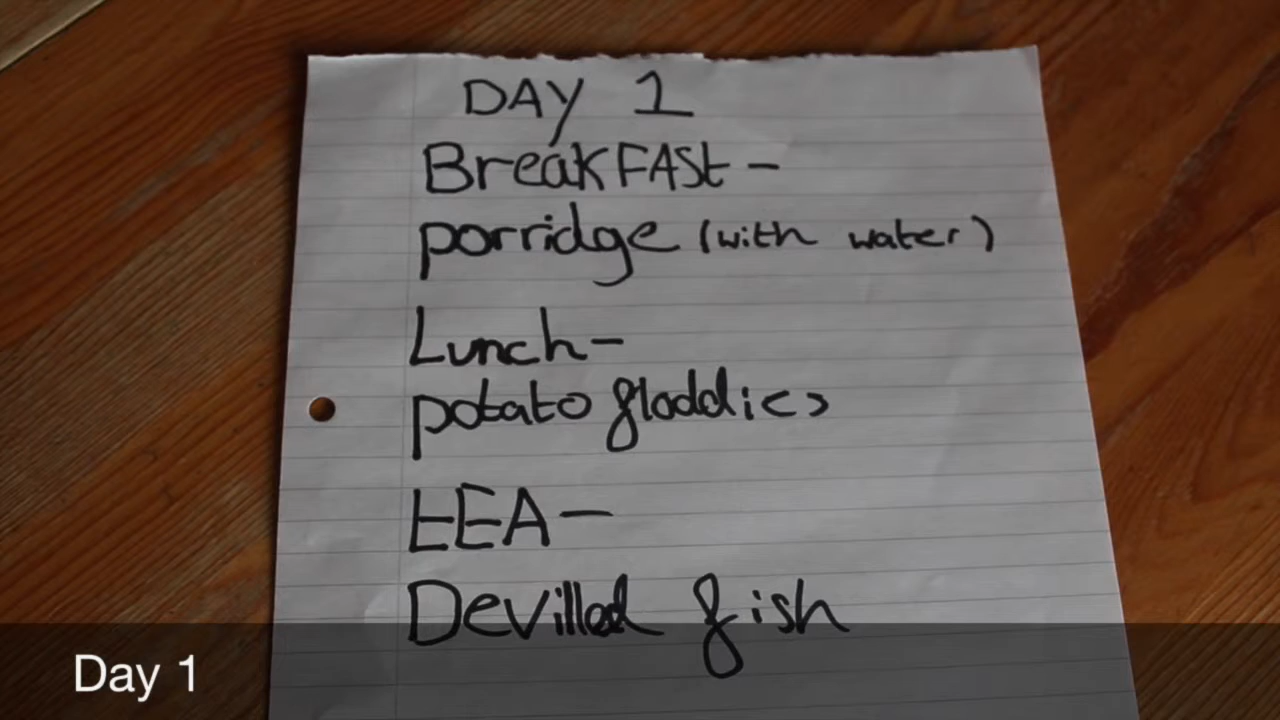 DAY 1
BreakFASt -
porridge (with water)
Lunch -
potato floddies
tEA -
Devilled fish
Day 1